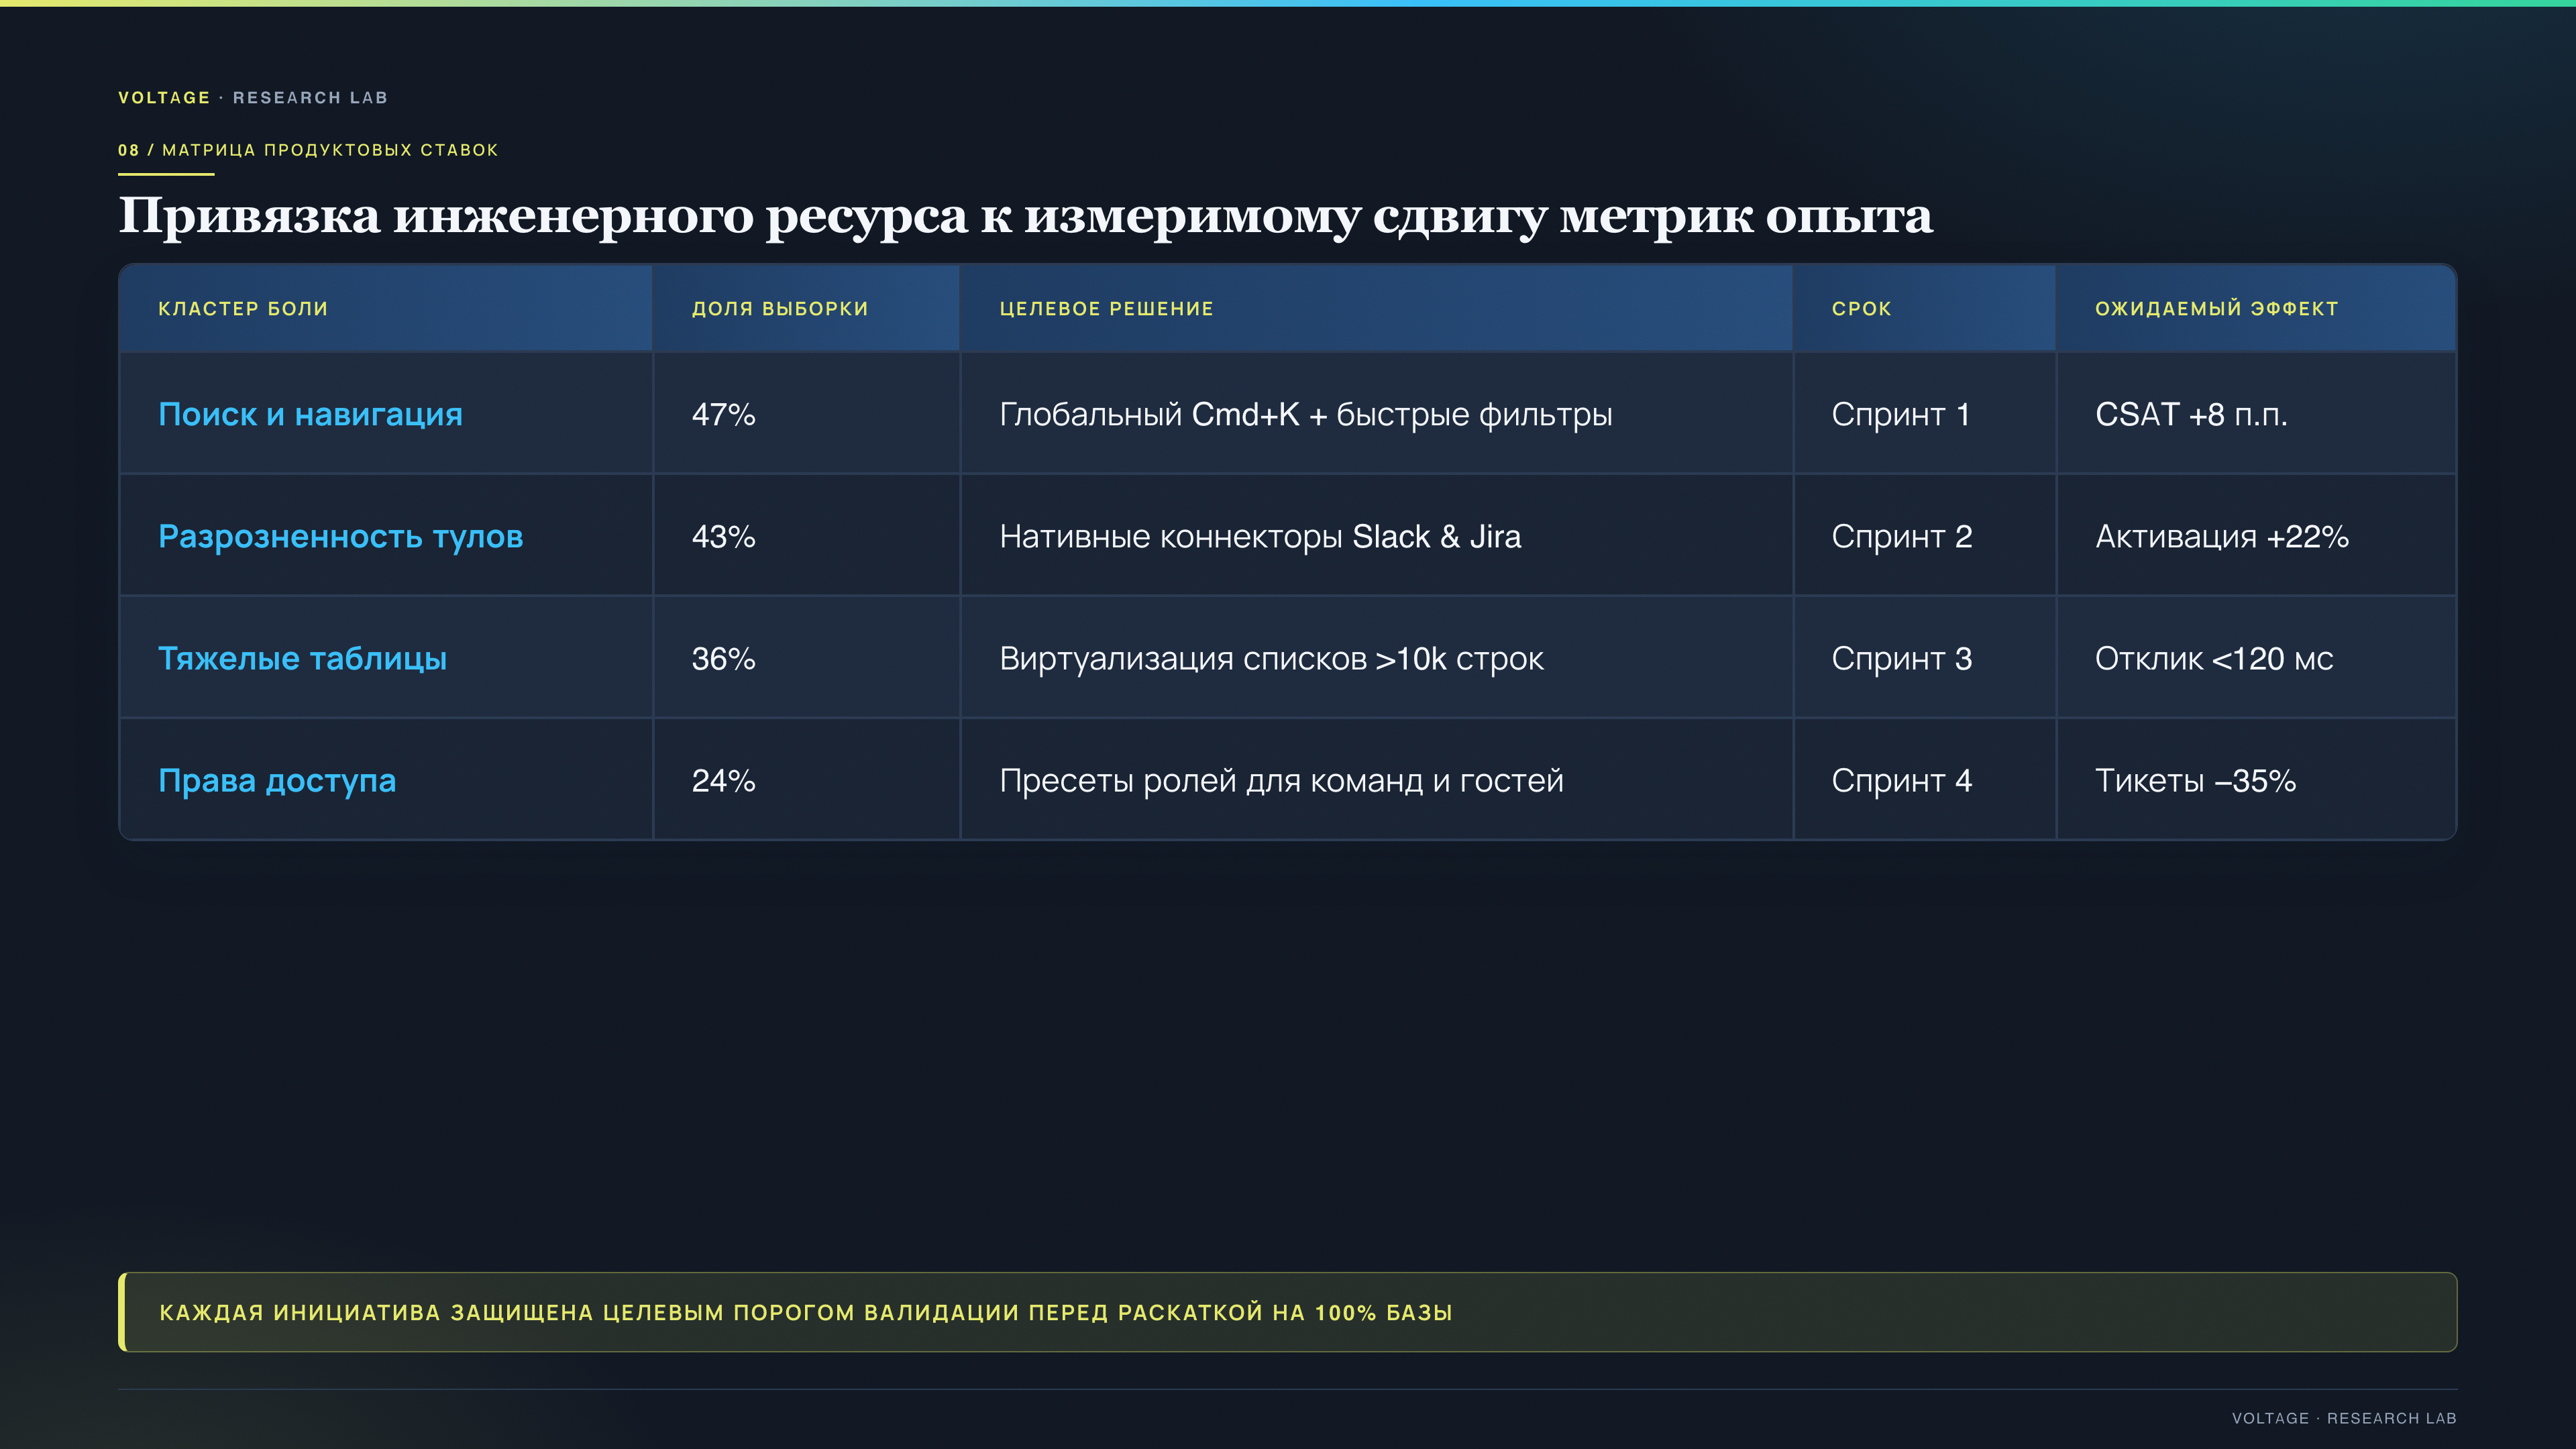 VOLTAGE · RESEARCH LAB
08 / МАТРИЦА ПРОДУКТОВЫХ СТАВОК
Привязка инженерного ресурса к измеримому сдвигу метрик опыта
КЛАСТЕР БОЛИ ДОЛЯ ВЫБОРКИ ЦЕЛЕВОЕ РЕШЕНИЕ СРОК ОЖИДАЕМЫЙ ЭФФЕКТ
Поиск и навигация 47% Глобальный Cmd+K + быстрые фильтры Спринт 1 CSAT +8 п.п.
Разрозненность тулов 43% Нативные коннекторы Slack & Jira Спринт 2 Активация +22%
Тяжелые таблицы 36% Виртуализация списков >10k строк Спринт 3 Отклик <120 мс
Права доступа 24% Пресеты ролей для команд и гостей Спринт 4 Тикеты −35%
КАЖДАЯ ИНИЦИАТИВА ЗАЩИЩЕНА ЦЕЛЕВЫМ ПОРОГОМ ВАЛИДАЦИИ ПЕРЕД РАСКАТКОЙ НА 100% БАЗЫ
VOLTAGE · RESEARCH LAB